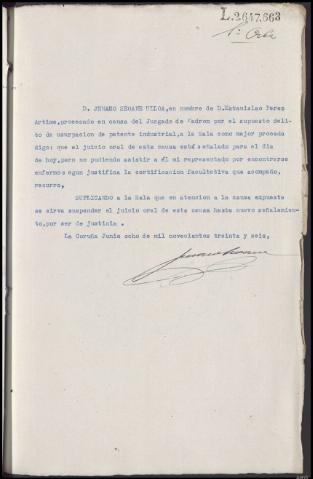 L.2.647.663
D. JENARO SEOANE ULLOA, en nombre de D. Estanislao Perez
Artime, procesado en causa del Juzgado de Padron por el supuesto deli-
to de usurpacion de patente industrial, a la Sala como mejor proceda
digo: que el juicio oral de esta causa está señalado para el dia
de hoy, pero no pudiendo asistir a él mi representado por encontrarse
enfermo segun justifica la certificacion facultativa que acompaño,
recurro,
SUPLICANDO a la Sala que en atencion a la causa expuesta
se sirva suspender el juicio oral de esta causa hasta nuevo señalamien-
to, por ser de justicia .
La Coruña Junio ocho de mil novecientos treinta y seis,